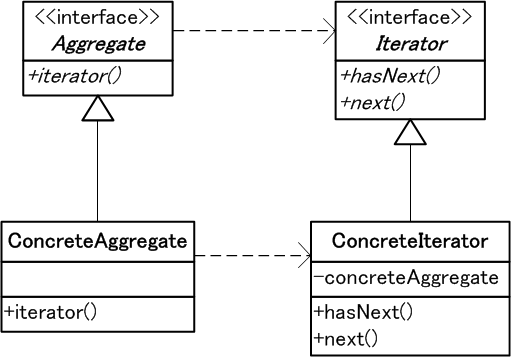 <<interface>>
Aggregate
+iterator()
<<interface>>
Iterator
+hasNext()
+next()
ConcreteAggregate
+iterator()
ConcreteIterator
-concreteAggregate
+hasNext()
+next()